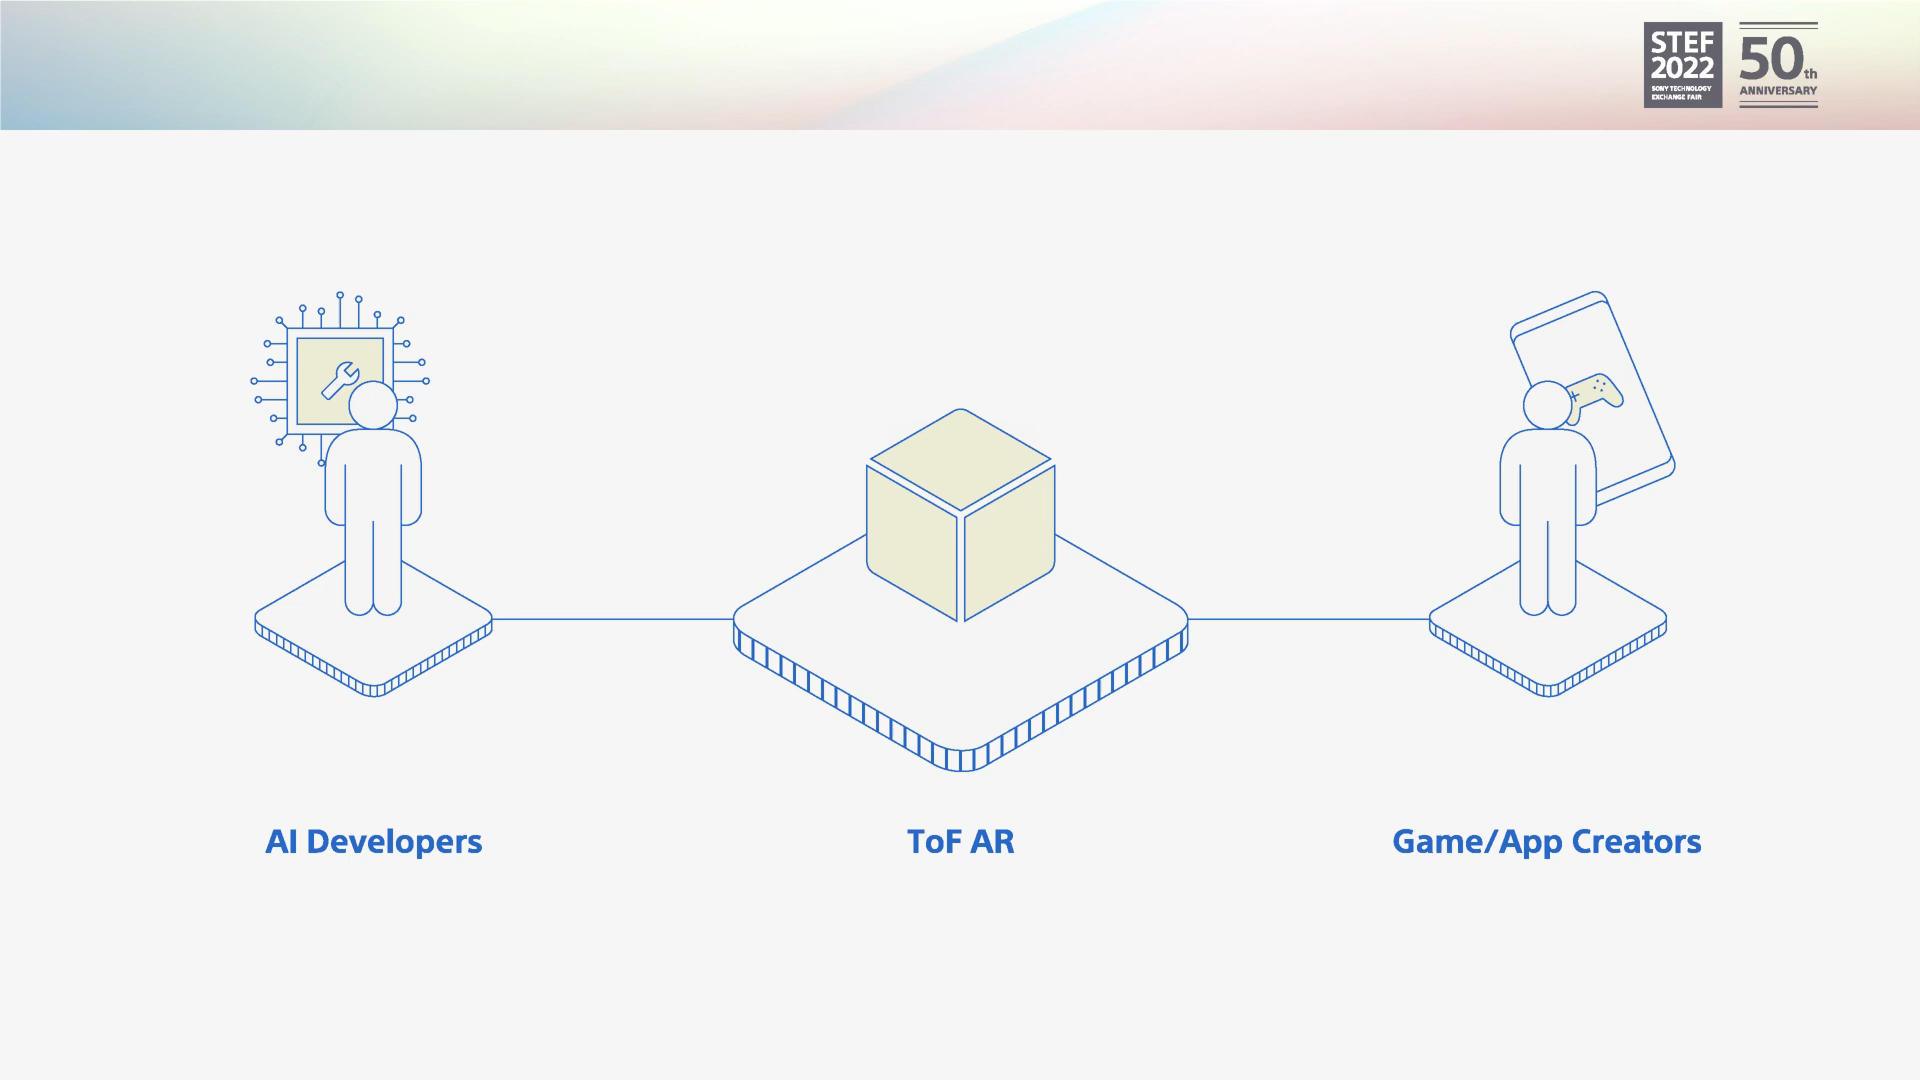 STEF
2022
SONY TECHNOLOGY
EXCHANGE FAIR
50th
ANNIVERSARY
AI Developers
ToF AR
Game/App Creators